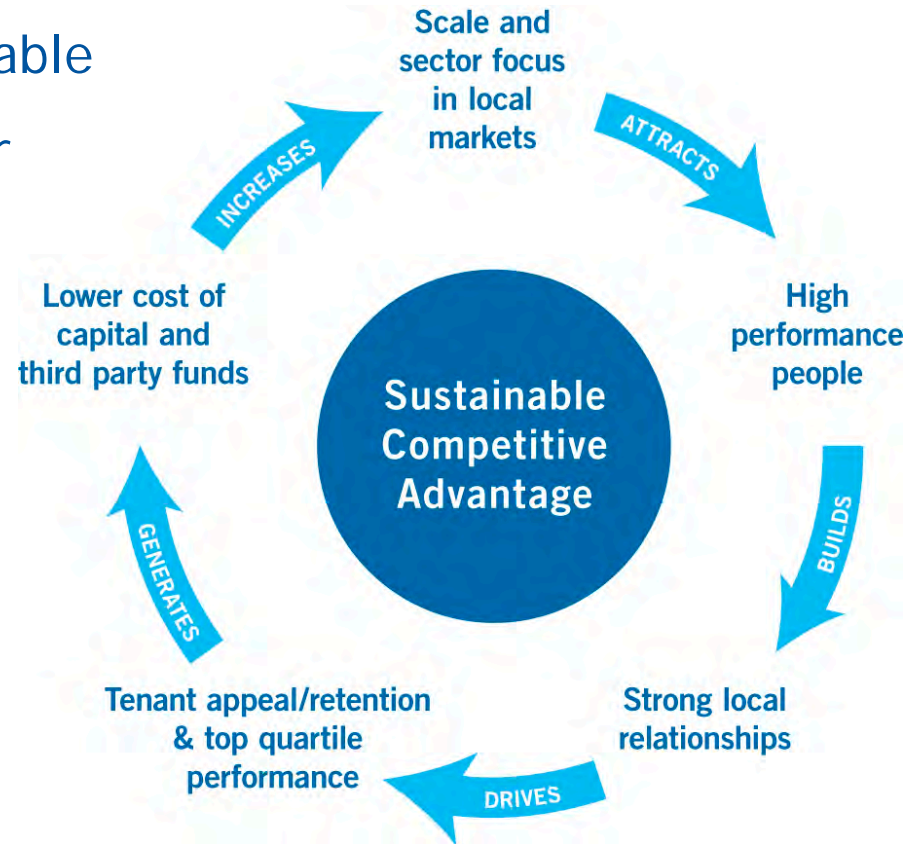 able
r
Scale and
sector focus
in local
markets
ATTRACTS
High
performance
people
BUILDS
Strong local
relationships
DRIVES
Tenant appeal/retention
& top quartile
performance
GENERATES
Lower cost of
capital and
third party funds
INCREASES
Sustainable
Competitive
Advantage